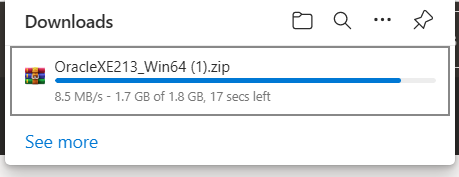 Downloads
OracleXE213_Win64 (1).zip
8.5 MB/s - 1.7 GB of 1.8 GB, 17 secs left
See more